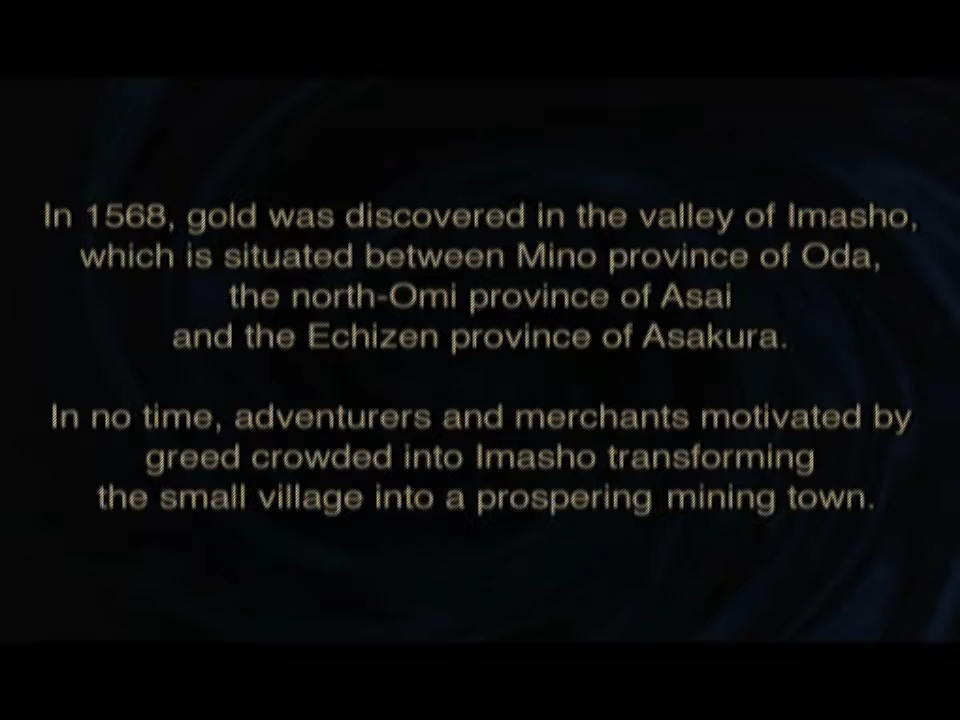 In 1568, gold was discovered in the valley of Imasho,
which is situated between Mino province of Oda,
the north-Omi province of Asai
and the Echizen province of Asakura.
In no time, adventurers and merchants motivated by
greed crowded into Imasho transforming
the small village into a prospering mining town.